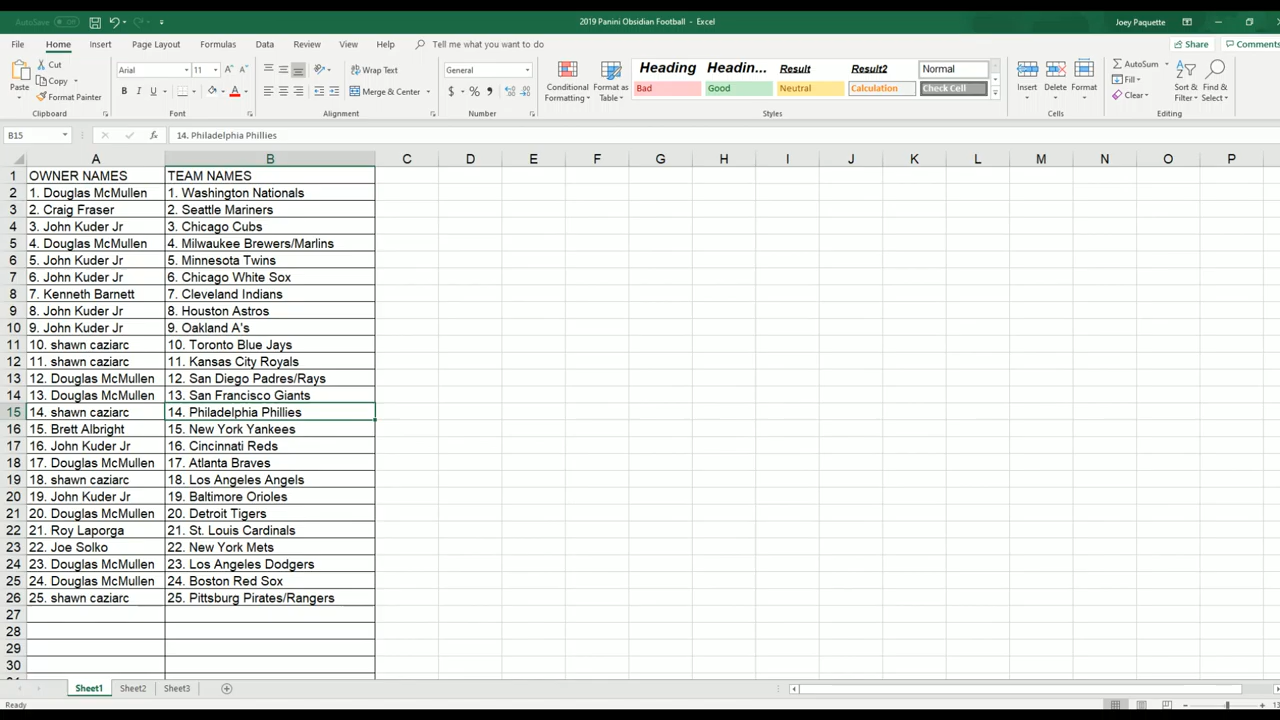 AutoSave Off
2019 Panini Obsidian Football - Excel
Joey Paquette
File Home Insert Page Layout Formulas Data Review View Help Tell me what you want to do
Share Comments
Paste
Cut
Copy
Format Painter
Clipboard
Arial 11
B I U
Font
Wrap Text
Merge & Center
Alignment
General
$ % ,
Number
Conditional Formatting
Format as Table
Heading Headin... Result Result2 Normal
Bad Good Neutral Calculation Check Cell
Styles
Insert Delete Format
Cells
AutoSum
Fill
Clear
Sort & Filter
Find & Select
Editing
B15 fx 14. Philadelphia Phillies
A B C D E F G H I J K L M N O P
1 OWNER NAMES TEAM NAMES
2 1. Douglas McMullen 1. Washington Nationals
3 2. Craig Fraser 2. Seattle Mariners
4 3. John Kuder Jr 3. Chicago Cubs
5 4. Douglas McMullen 4. Milwaukee Brewers/Marlins
6 5. John Kuder Jr 5. Minnesota Twins
7 6. John Kuder Jr 6. Chicago White Sox
8 7. Kenneth Barnett 7. Cleveland Indians
9 8. John Kuder Jr 8. Houston Astros
10 9. John Kuder Jr 9. Oakland A's
11 10. shawn caziarc 10. Toronto Blue Jays
12 11. shawn caziarc 11. Kansas City Royals
13 12. Douglas McMullen 12. San Diego Padres/Rays
14 13. Douglas McMullen 13. San Francisco Giants
15 14. shawn caziarc 14. Philadelphia Phillies
16 15. Brett Albright 15. New York Yankees
17 16. John Kuder Jr 16. Cincinnati Reds
18 17. Douglas McMullen 17. Atlanta Braves
19 18. shawn caziarc 18. Los Angeles Angels
20 19. John Kuder Jr 19. Baltimore Orioles
21 20. Douglas McMullen 20. Detroit Tigers
22 21. Roy Laporga 21. St. Louis Cardinals
23 22. Joe Solko 22. New York Mets
24 23. Douglas McMullen 23. Los Angeles Dodgers
25 24. Douglas McMullen 24. Boston Red Sox
26 25. shawn caziarc 25. Pittsburg Pirates/Rangers
27
28
29
30
Sheet1 Sheet2 Sheet3
Ready